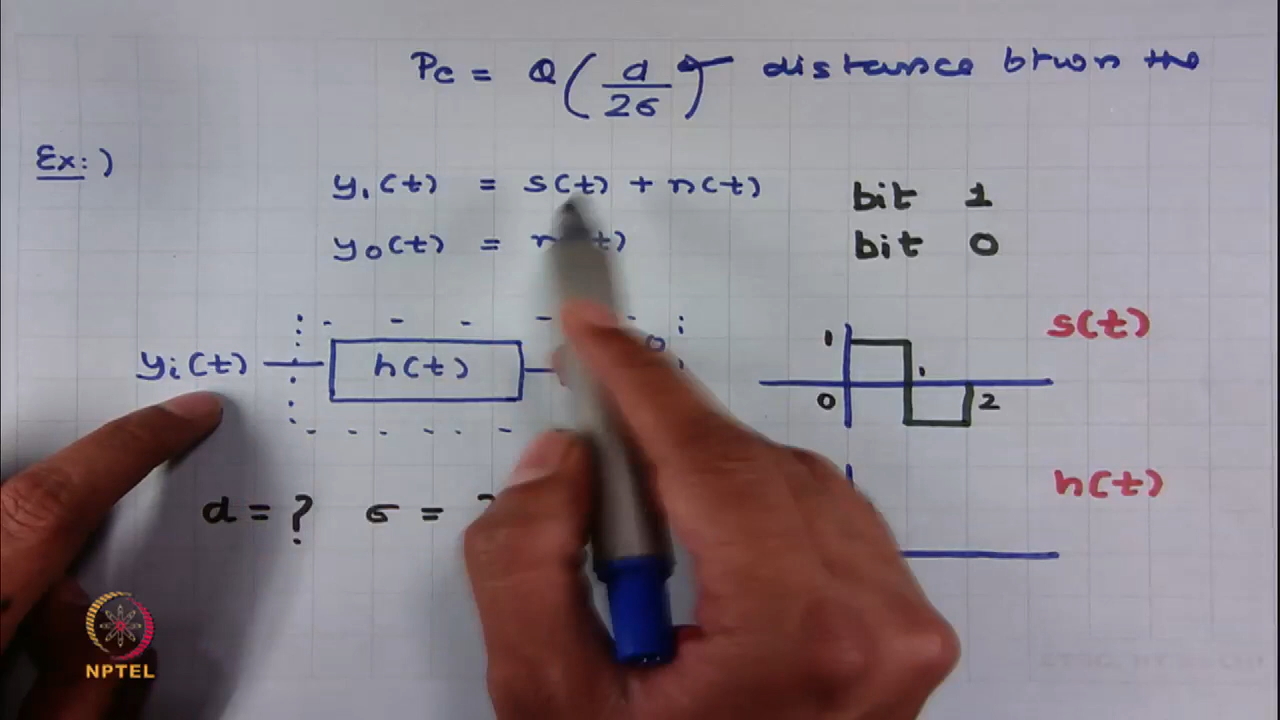 Pe = Q(d/2σ) distance btwn the
Ex:)
y₁(t) = s(t) + n(t) bit 1
y₀(t) = n(t) bit 0
yᵢ(t) h(t)
s(t)
1
0 1 2
h(t)
d = ? σ = ?
NPTEL